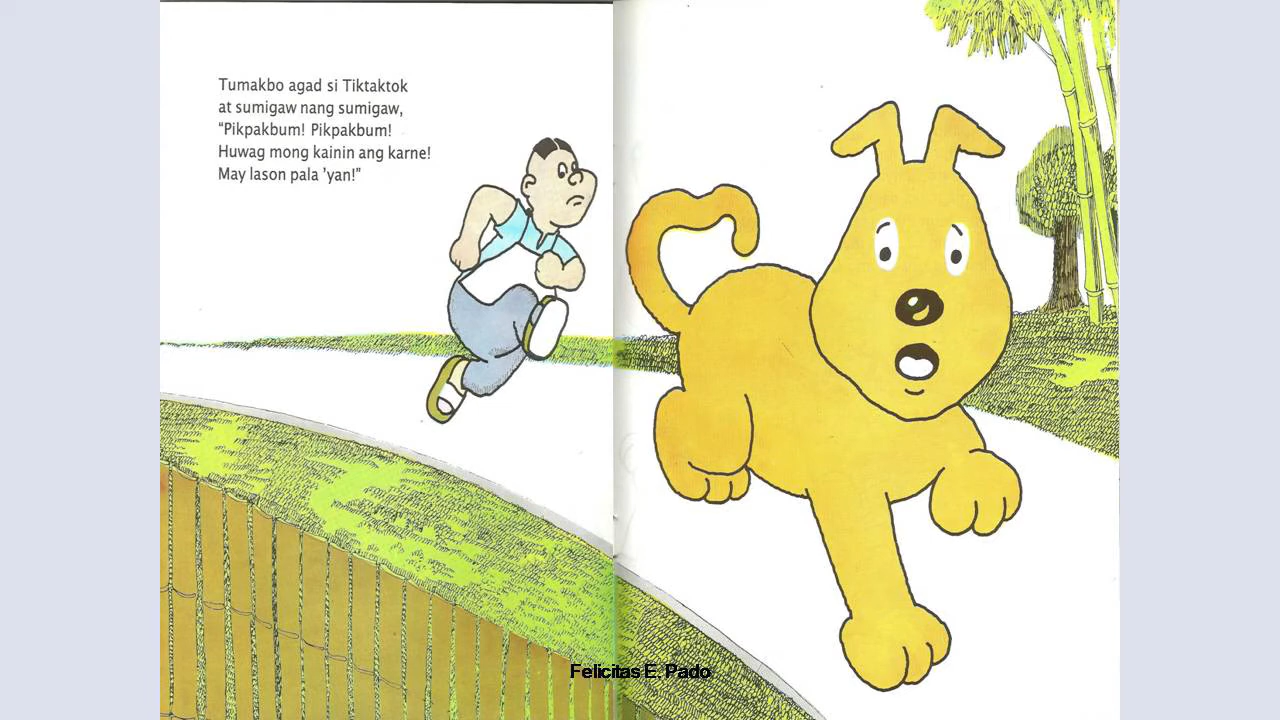 Tumakbo agad si Tiktaktok
at sumigaw nang sumigaw,
“Pikpakbum! Pikpakbum!
Huwag mong kainin ang karne!
May lason pala ’yan!”
Felicitas E. Pado